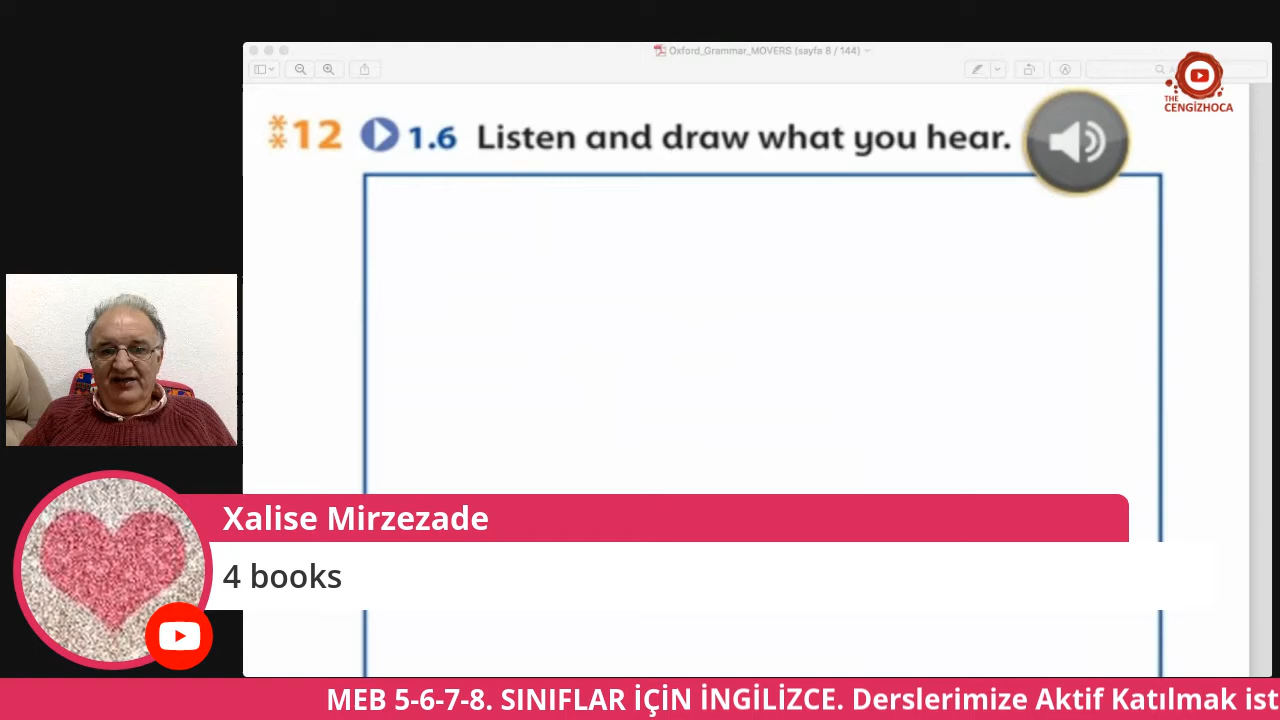 Oxford_Grammar_MOVERS (sayfa 8 / 144)
THE
CENGİZHOCA
**12 1.6 Listen and draw what you hear.
Xalise Mirzezade
4 books
MEB 5-6-7-8. SINIFLAR İÇİN İNGİLİZCE. Derslerimize Aktif Katılmak ist